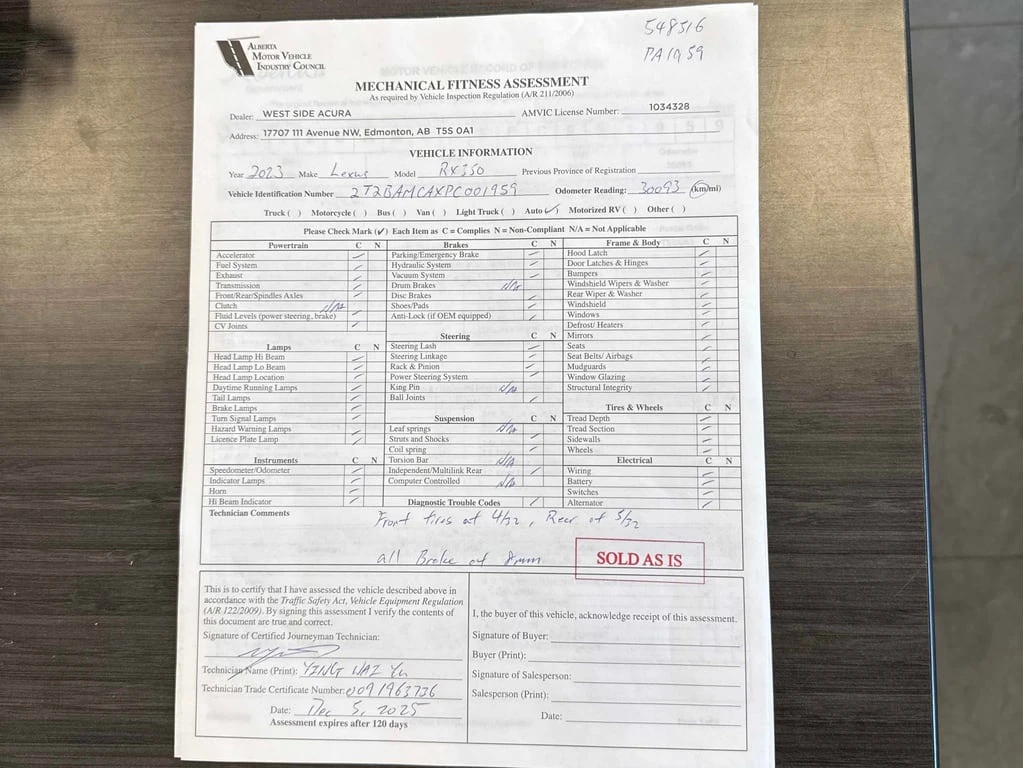 548516
PA1959
ALBERTA
MOTOR VEHICLE
INDUSTRY COUNCIL
MECHANICAL FITNESS ASSESSMENT
As required by Vehicle Inspection Regulation (A/R 211/2006)
Dealer: WEST SIDE ACURA AMVIC License Number: 1034328
Address: 17707 111 Avenue NW, Edmonton, AB T5S 0A1
VEHICLE INFORMATION
Year 2023 Make Lexus Model RX350 Previous Province of Registration
Vehicle Identification Number 2T2BAMCAXPC001959 Odometer Reading: 30093 (km/mi)
Truck ( ) Motorcycle ( ) Bus ( ) Van ( ) Light Truck ( ) Auto (✓) Motorized RV ( ) Other ( )
Please Check Mark (✓) Each Item as C = Complies N = Non-Compliant N/A = Not Applicable
Powertrain C N
Accelerator ✓
Fuel System ✓
Exhaust ✓
Transmission ✓
Front/Rear/Spindles Axles ✓
Clutch N/A
Fluid Levels (power steering, brake) ✓
CV Joints ✓
Lamps C N
Head Lamp Hi Beam ✓
Head Lamp Lo Beam ✓
Head Lamp Location ✓
Daytime Running Lamps ✓
Tail Lamps ✓
Brake Lamps ✓
Turn Signal Lamps ✓
Hazard Warning Lamps ✓
Licence Plate Lamp ✓
Instruments C N
Speedometer/Odometer ✓
Indicator Lamps ✓
Horn ✓
Hi Beam Indicator ✓
Brakes C N
Parking/Emergency Brake ✓
Hydraulic System ✓
Vacuum System ✓
Drum Brakes N/A
Disc Brakes ✓
Shoes/Pads ✓
Anti-Lock (if OEM equipped) ✓
Steering C N
Steering Lash ✓
Steering Linkage ✓
Rack & Pinion ✓
Power Steering System ✓
King Pin N/A
Ball Joints ✓
Suspension C N
Leaf springs N/A
Struts and Shocks ✓
Coil spring ✓
Torsion Bar N/A
Independent/Multilink Rear ✓
Computer Controlled N/A
Diagnostic Trouble Codes ✓
Frame & Body C N
Hood Latch ✓
Door Latches & Hinges ✓
Bumpers ✓
Windshield Wipers & Washer ✓
Rear Wiper & Washer ✓
Windshield ✓
Windows ✓
Defrost/ Heaters ✓
Mirrors ✓
Seats ✓
Seat Belts/ Airbags ✓
Mudguards ✓
Window Glazing ✓
Structural Integrity ✓
Tires & Wheels C N
Tread Depth ✓
Tread Section ✓
Sidewalls ✓
Wheels ✓
Electrical C N
Wiring ✓
Battery ✓
Switches ✓
Alternator ✓
Technician Comments
Front tires at 4/32, Rear at 5/32
all Brake at 8mm
SOLD AS IS
This is to certify that I have assessed the vehicle described above in
accordance with the Traffic Safety Act, Vehicle Equipment Regulation
(A/R 122/2009). By signing this assessment I verify the contents of
this document are true and correct.
Signature of Certified Journeyman Technician:
Technician Name (Print): YING WAI Yu
Technician Trade Certificate Number: 0091963736
Date: Dec 5, 2025
Assessment expires after 120 days
I, the buyer of this vehicle, acknowledge receipt of this assessment.
Signature of Buyer:
Buyer (Print):
Signature of Salesperson:
Salesperson (Print):
Date: